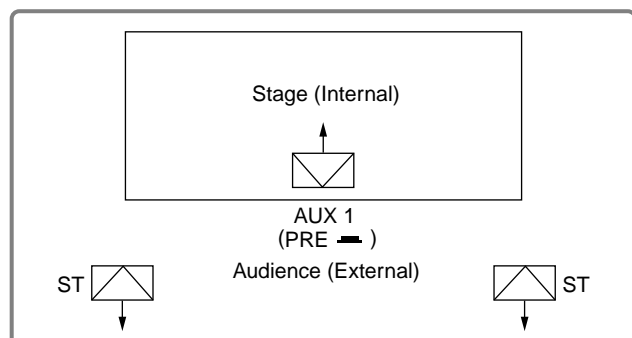 Stage (Internal)
AUX 1
(PRE )
Audience (External)
ST
ST